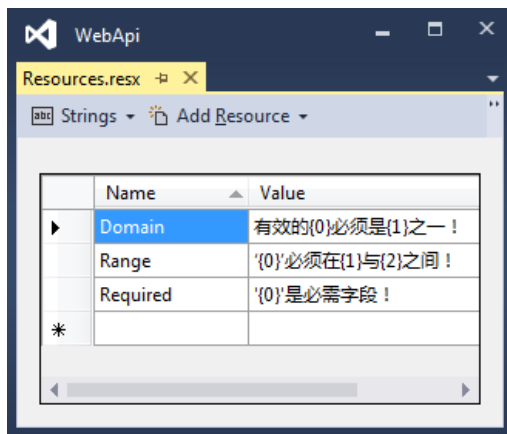 WebApi
Resources.resx
abc Strings Add Resource
Name Value
Domain 有效的{0}必须是{1}之一！
Range '{0}'必须在{1}与{2}之间！
Required '{0}'是必需字段！